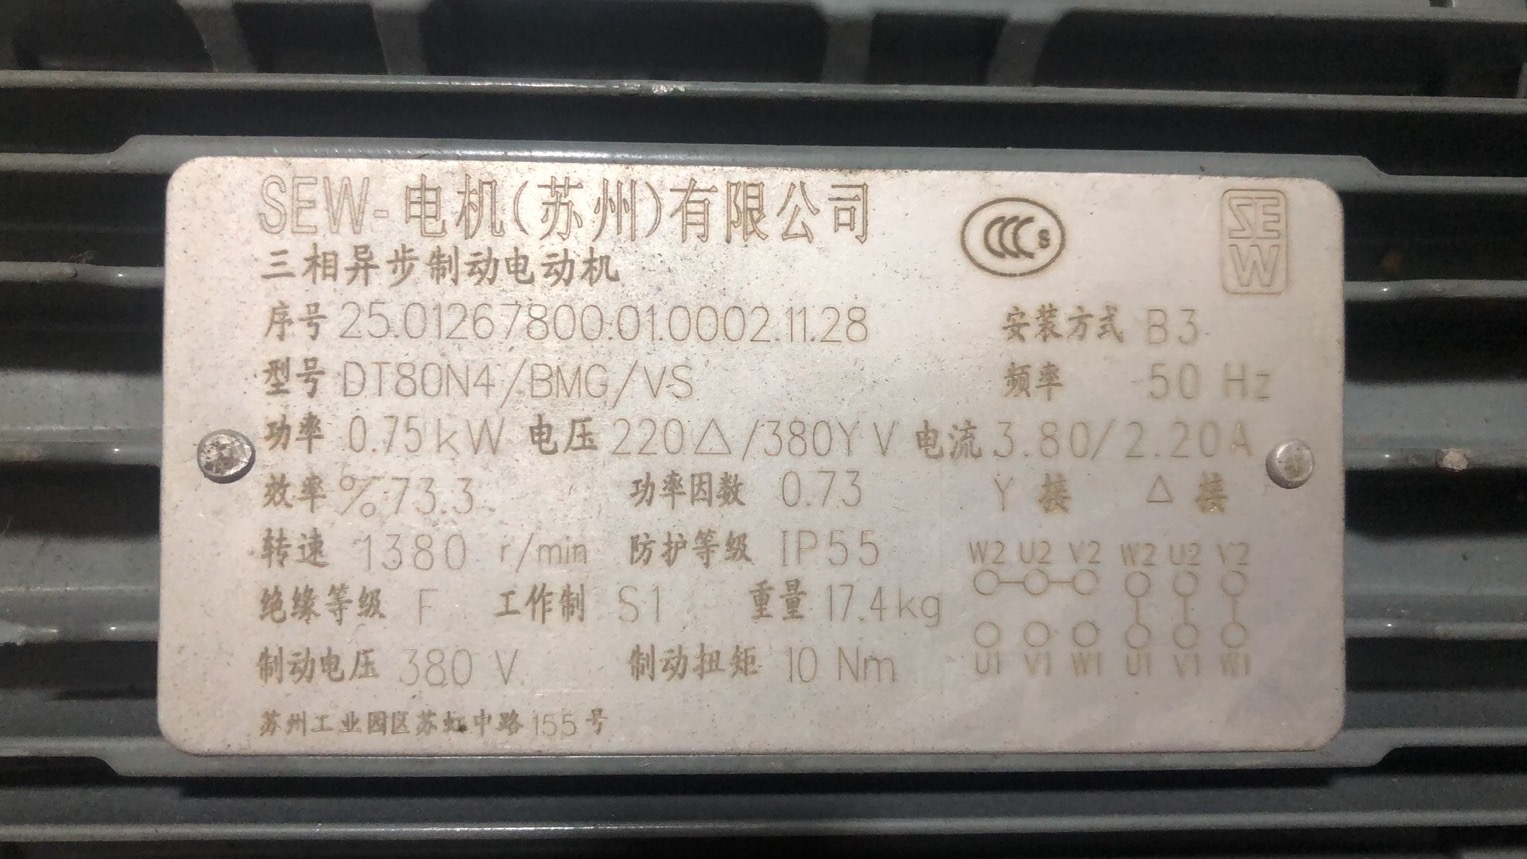 SEW-电机(苏州)有限公司
CCC S
SEW
三相异步制动电动机
序号 25.01267800.01.0002.11.28 安装方式 B3
型号 DT80N4/BMG/VS 频率 50 Hz
功率 0.75kW 电压 220△/380Y V 电流 3.80/2.20A
效率% 73.3 功率因数 0.73 Y 接 △ 接
转速 1380 r/min 防护等级 IP55
W2 U2 V2 W2 U2 V2
绝缘等级 F 工作制 S1 重量 17.4kg
制动电压 380 V 制动扭矩 10 Nm
U1 V1 W1 U1 V1 W1
苏州工业园区苏虹中路155号